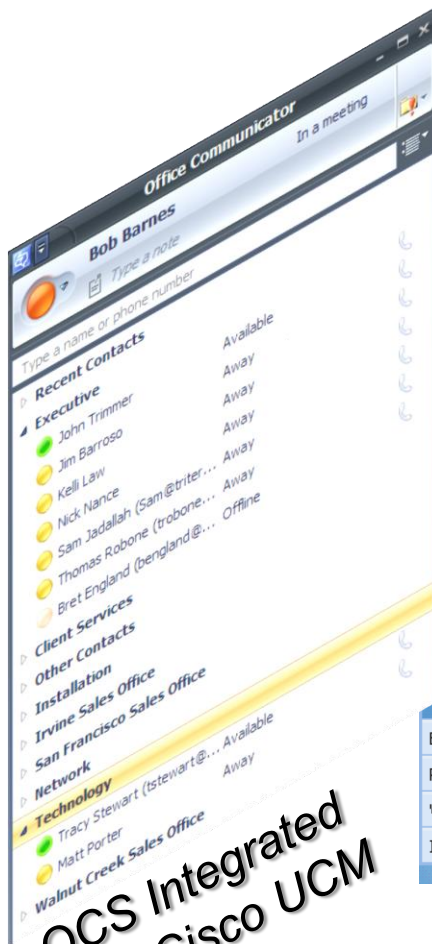 Office Communicator
Bob Barnes In a meeting
Type a note
Type a name or phone number
Recent Contacts
Executive
John Trimmer Available
Jim Barroso Away
Kelli Law Away
Nick Nance Away
Sam Jadallah (Sam@triter... Away
Thomas Robone (trobone... Away
Bret England (bengland@... Offline
Client Services
Other Contacts
Installation
Irvine Sales Office
San Francisco Sales Office
Network
Technology
Tracy Stewart (tstewart@... Available
Matt Porter Away
Walnut Creek Sales Office
OCS Integrated
Cisco UCM